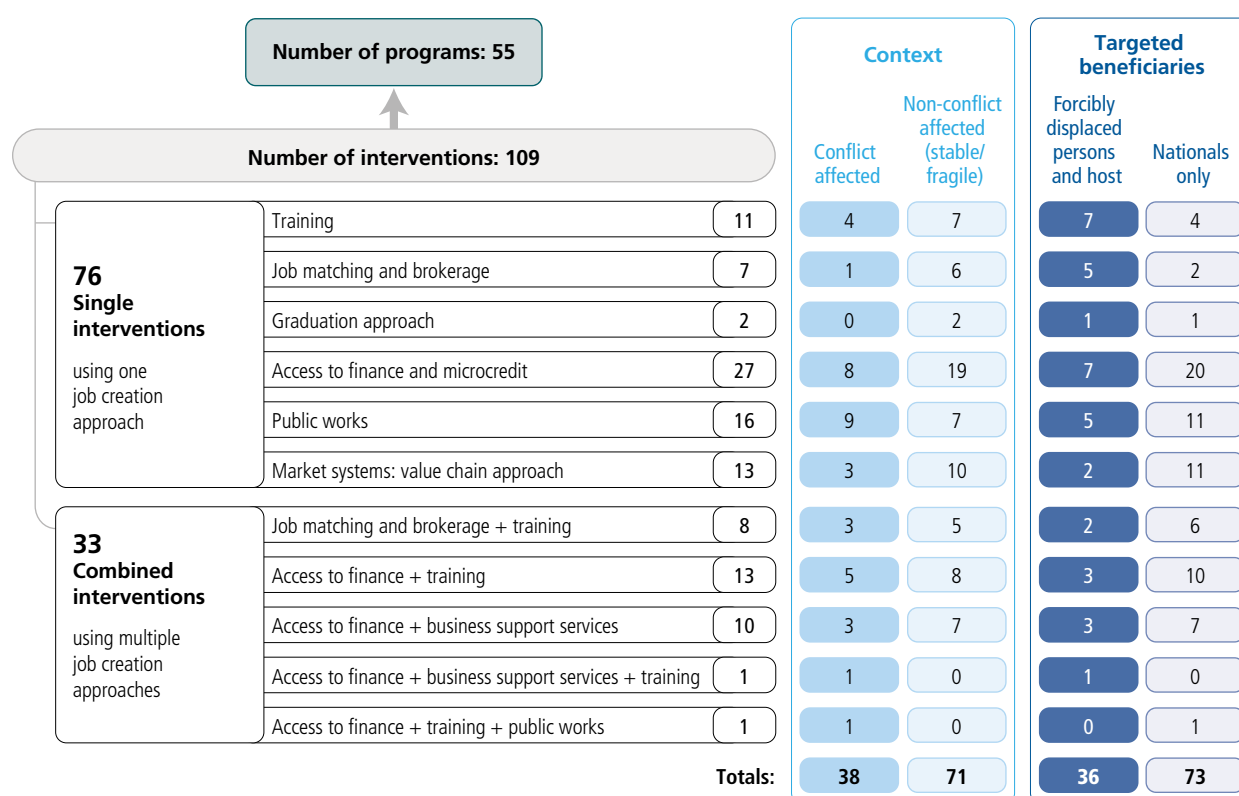 Number of programs: 55
Number of interventions: 109
Context
Conflict
affected
Non-conflict
affected
(stable/
fragile)
Targeted
beneficiaries
Forcibly
displaced
persons
and host
Nationals
only
76
Single
interventions
using one
job creation
approach
Training 11 4 7 7 4
Job matching and brokerage 7 1 6 5 2
Graduation approach 2 0 2 1 1
Access to finance and microcredit 27 8 19 7 20
Public works 16 9 7 5 11
Market systems: value chain approach 13 3 10 2 11
33
Combined
interventions
using multiple
job creation
approaches
Job matching and brokerage + training 8 3 5 2 6
Access to finance + training 13 5 8 3 10
Access to finance + business support services 10 3 7 3 7
Access to finance + business support services + training 1 1 0 1 0
Access to finance + training + public works 1 1 0 0 1
Totals: 38 71 36 73